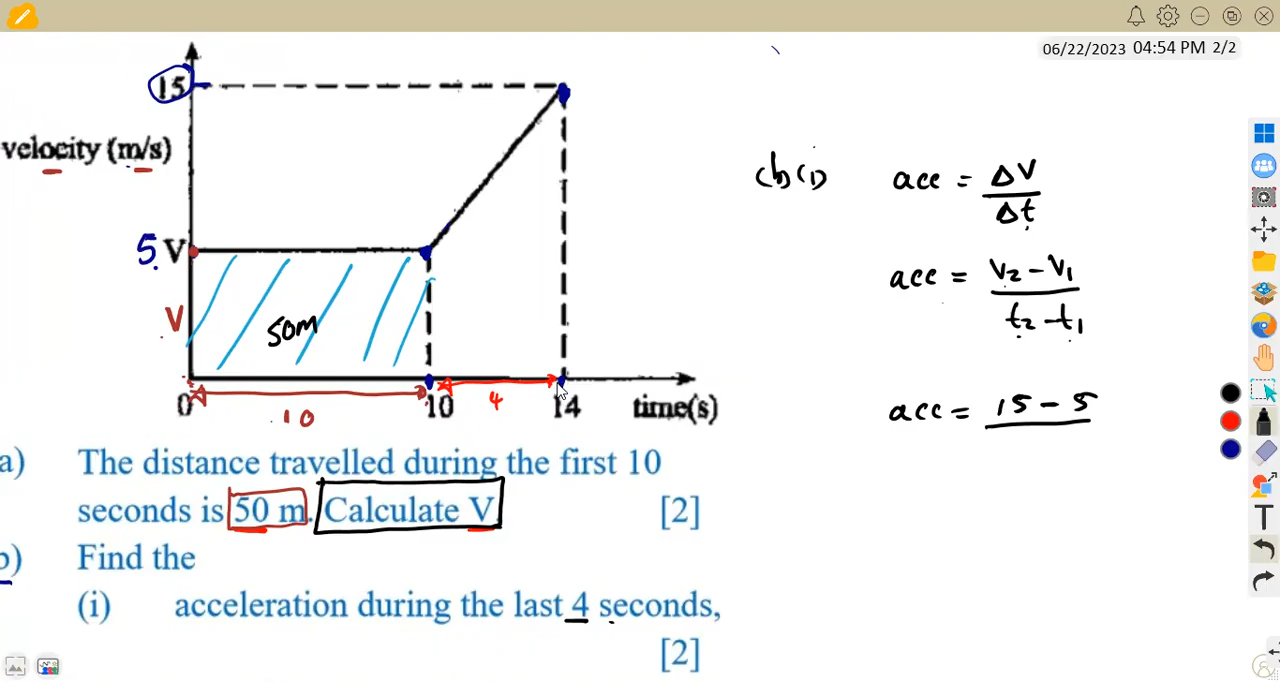 06/22/2023 04:54 PM 2/2
15
velocity (m/s)
5 V
V
50M
0
10
14
time(s)
10
4
a) The distance travelled during the first 10
seconds is 50 m. Calculate V [2]
b) Find the
(i) acceleration during the last 4 seconds,
[2]
(b(i)
acc = ΔV
Δt
acc = V2 - V1
t2 - t1
acc = 15 - 5
T